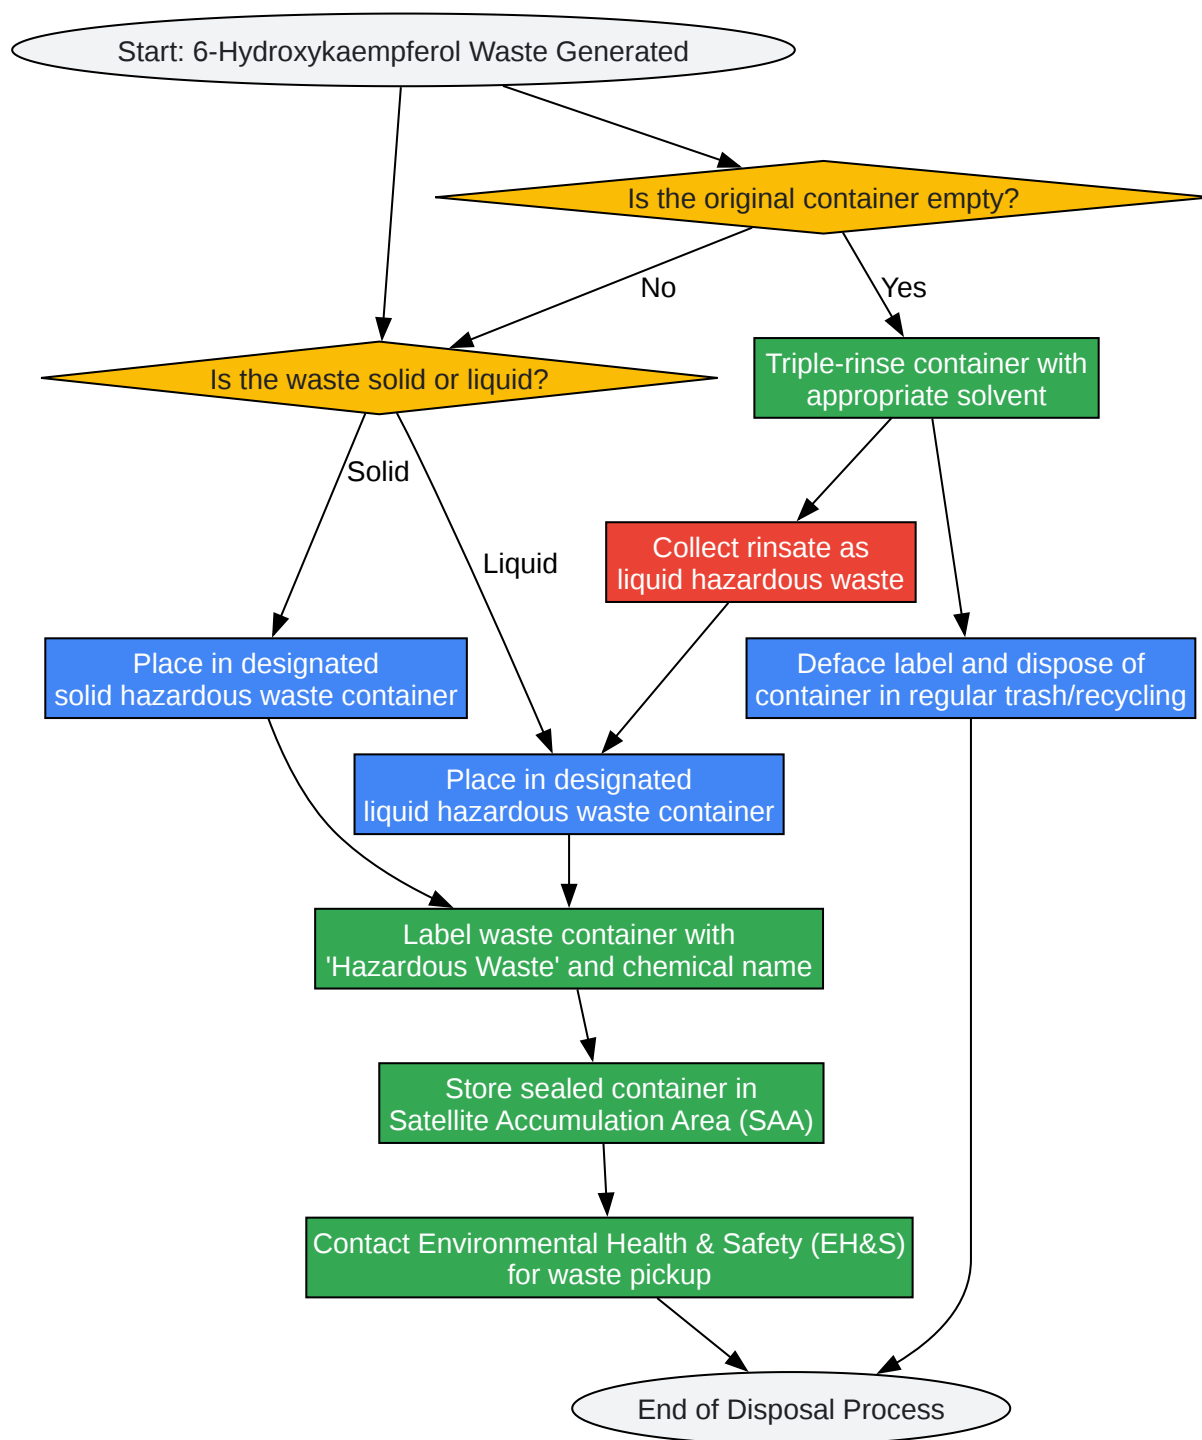 Start: 6-Hydroxykaempferol Waste Generated
Is the original container empty?
No
Yes
Is the waste solid or liquid?
Triple-rinse container with
appropriate solvent
Solid
Liquid
Collect rinsate as
liquid hazardous waste
Place in designated
solid hazardous waste container
Deface label and dispose of
container in regular trash/recycling
Place in designated
liquid hazardous waste container
Label waste container with
'Hazardous Waste' and chemical name
Store sealed container in
Satellite Accumulation Area (SAA)
Contact Environmental Health & Safety (EH&S)
for waste pickup
End of Disposal Process